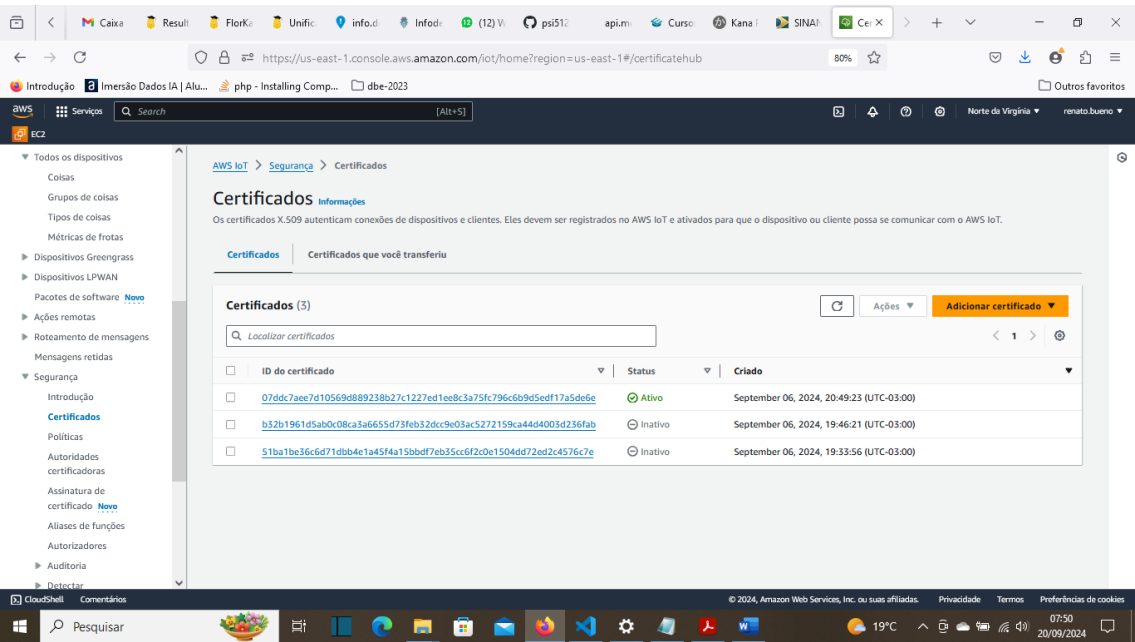 M Caixa
Result
FlorKa
Unific
info.d
Infode
(12) W
psi512
api.m
Curso:
Kana
SINAN
Cer
https://us-east-1.console.aws.amazon.com/iot/home?region=us-east-1#/certificatehub
80%
Introdução
a Imersão Dados IA | Alu...
php - Installing Comp...
dbe-2023
Outros favoritos
aws
Serviços
Search
[Alt+S]
Norte da Virgínia
renato.bueno
EC2
Todos os dispositivos
Coisas
Grupos de coisas
Tipos de coisas
Métricas de frotas
Dispositivos Greengrass
Dispositivos LPWAN
Pacotes de software Novo
Ações remotas
Roteamento de mensagens
Mensagens retidas
Segurança
Introdução
Certificados
Políticas
Autoridades
certificadoras
Assinatura de
certificado Novo
Aliases de funções
Autorizadores
Auditoria
Detectar
AWS IoT > Segurança > Certificados
Certificados Informações
Os certificados X.509 autenticam conexões de dispositivos e clientes. Eles devem ser registrados no AWS IoT e ativados para que o dispositivo ou cliente possa se comunicar com o AWS IoT.
Certificados
Certificados que você transferiu
Certificados (3)
Ações
Adicionar certificado
Localizar certificados
1
ID do certificado
Status
Criado
07ddc7aee7d10569d889238b27c1227ed1ee8c3a75fc796c6b9d5edf17a5de6e Ativo September 06, 2024, 20:49:23 (UTC-03:00)
b32b1961d5ab0c08ca3a6655d73feb32dcc9e03ac5272159ca44d4003d236fab Inativo September 06, 2024, 19:46:21 (UTC-03:00)
51ba1be36c6d71dbb4e1a45f4a15bbdf7eb35cc6f2c0e1504dd72ed2c4576c7e Inativo September 06, 2024, 19:33:56 (UTC-03:00)
CloudShell
Comentários
© 2024, Amazon Web Services, Inc. ou suas afiliadas.
Privacidade
Termos
Preferências de cookies
Pesquisar
19°C
07:50
20/09/2024